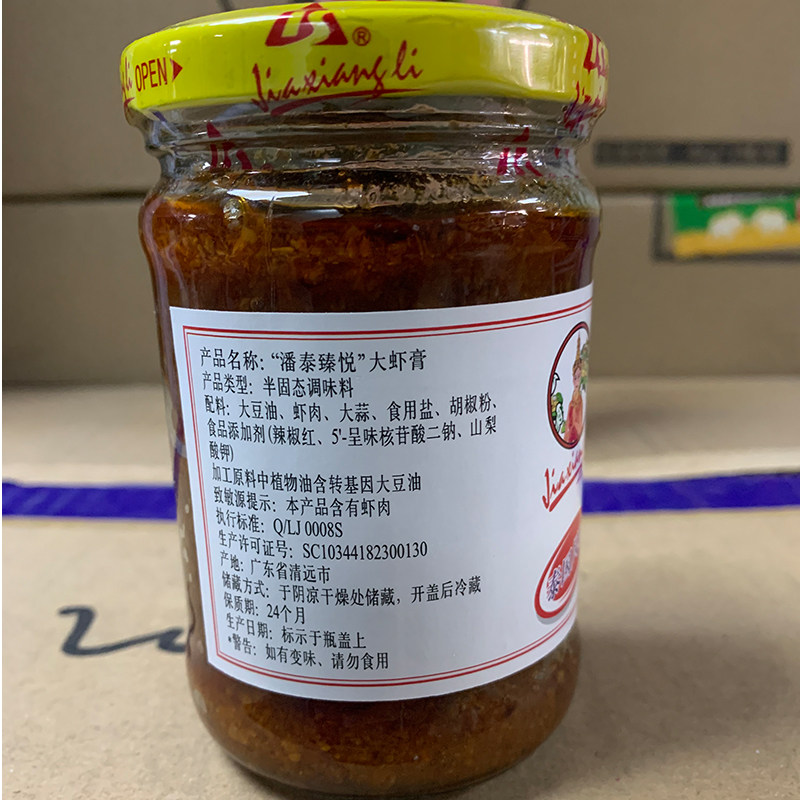 OPEN
Jiaxiangli
®
产品名称：“潘泰臻悦”大虾膏
产品类型：半固态调味料
配料：大豆油、虾肉、大蒜、食用盐、胡椒粉、
食品添加剂(辣椒红、5'-呈味核苷酸二钠、山梨
酸钾)
加工原料中植物油含转基因大豆油
致敏源提示：本产品含有虾肉
执行标准：Q/LJ 0008S
生产许可证号：SC10344182300130
产地：广东省清远市
储藏方式：于阴凉干燥处储藏，开盖后冷藏
保质期：24个月
生产日期：标示于瓶盖上
*警告：如有变味、请勿食用
Jiaxian